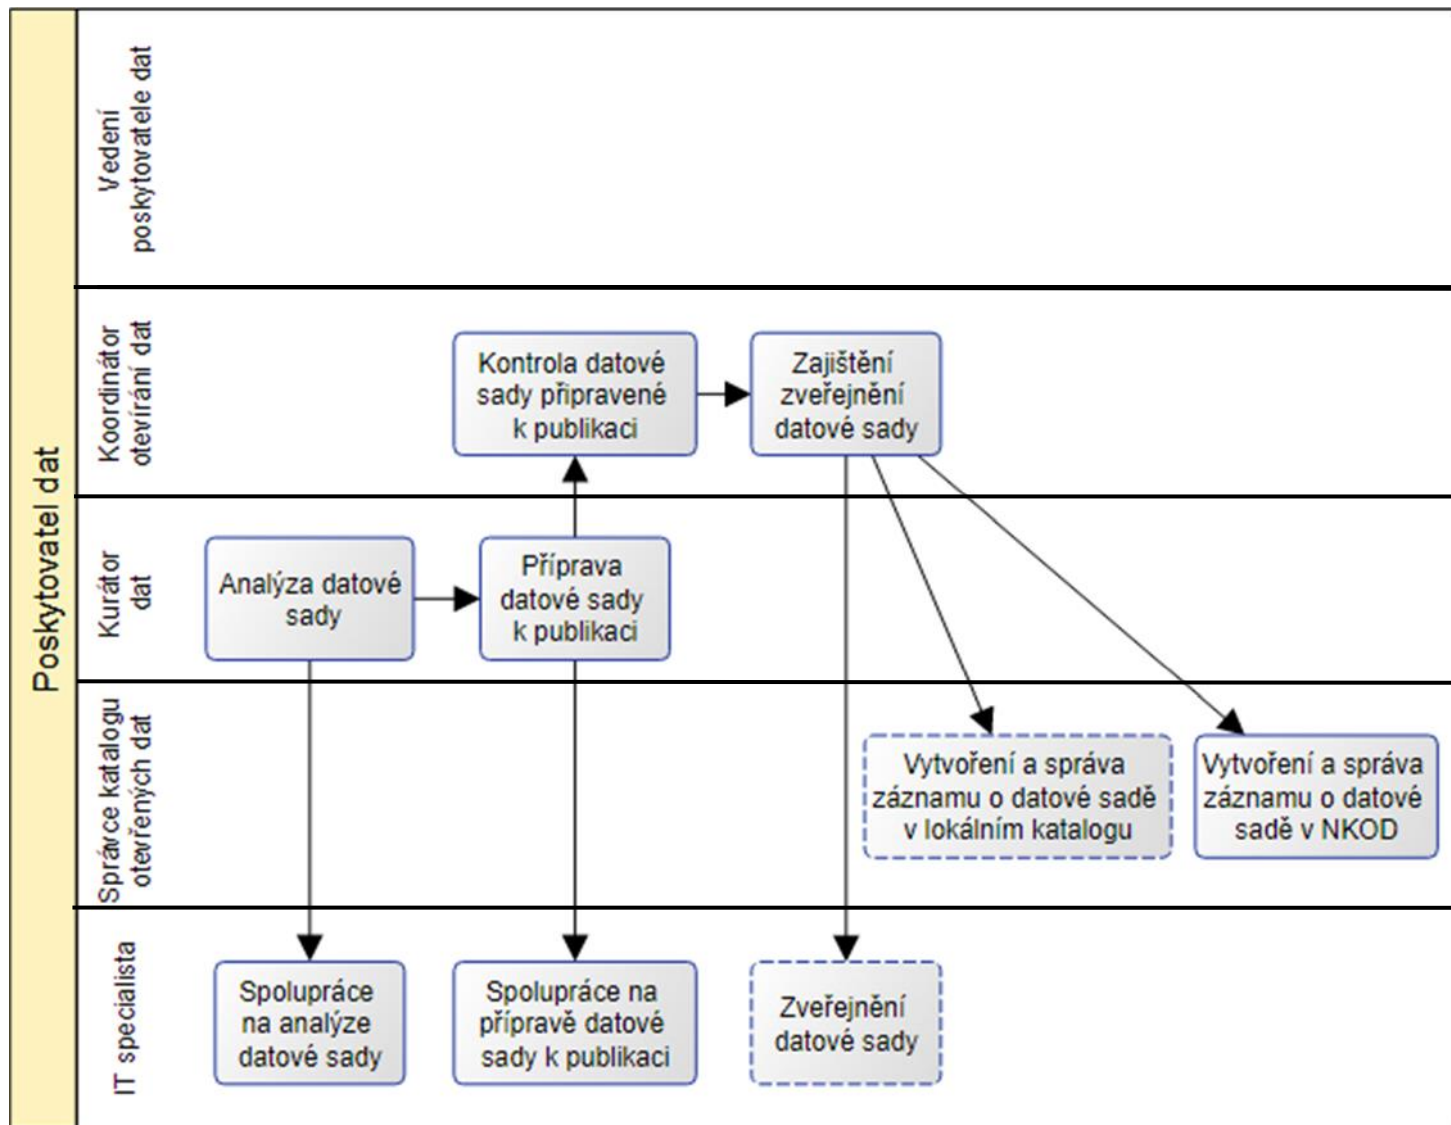 Poskytovatel dat
Vedení
poskytovatele dat
Koordinátor
otevírání dat
Kontrola datové
sady připravené
k publikaci
Zajištění
zveřejnění
datové sady
Kurátor
dat
Analýza datové
sady
Příprava
datové sady
k publikaci
Správce katalogu
otevřených dat
Vytvoření a správa
záznamu o datové sadě
v lokálním katalogu
Vytvoření a správa
záznamu o datové
sadě v NKOD
IT specialista
Spolupráce
na analýze
datové sady
Spolupráce na
přípravě datové
sady k publikaci
Zveřejnění
datové sady